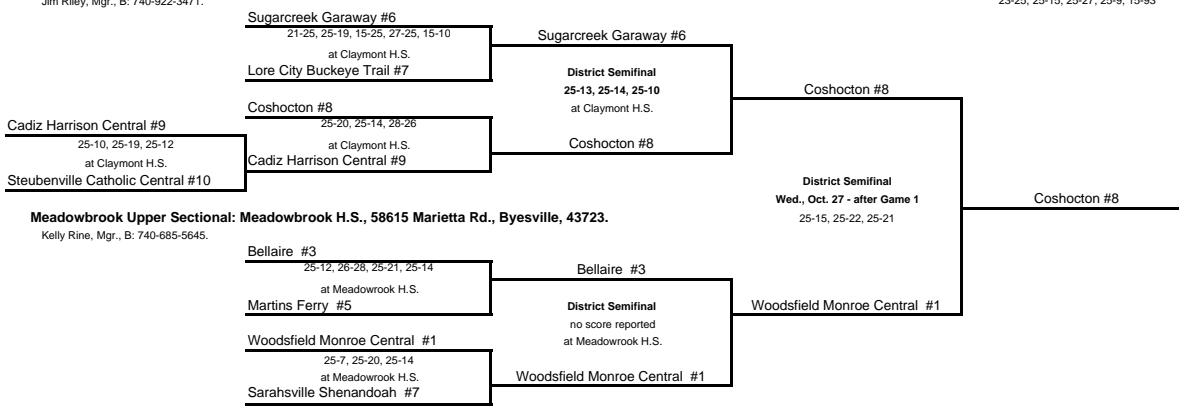 Jim Riley, Mgr., B: 740-922-3471.
23-25, 25-15, 25-27, 25-9, 15-93
Sugarcreek Garaway #6
21-25, 25-19, 15-25, 27-25, 15-10
at Claymont H.S.
Lore City Buckeye Trail #7
Sugarcreek Garaway #6
District Semifinal
25-13, 25-14, 25-10
at Claymont H.S.
Coshocton #8
Coshocton #8
25-20, 25-14, 28-26
at Claymont H.S.
Cadiz Harrison Central #9
Coshocton #8
Cadiz Harrison Central #9
25-10, 25-19, 25-12
at Claymont H.S.
Steubenville Catholic Central #10
District Semifinal
Wed., Oct. 27 - after Game 1
25-15, 25-22, 25-21
Coshocton #8
Meadowbrook Upper Sectional: Meadowbrook H.S., 58615 Marietta Rd., Byesville, 43723.
Kelly Rine, Mgr., B: 740-685-5645.
Bellaire #3
25-12, 26-28, 25-21, 25-14
at Meadowrook H.S.
Martins Ferry #5
Bellaire #3
District Semifinal
no score reported
at Meadowrook H.S.
Woodsfield Monroe Central #1
Woodsfield Monroe Central #1
25-7, 25-20, 25-14
at Meadowrook H.S.
Sarahsville Shenandoah #7
Woodsfield Monroe Central #1